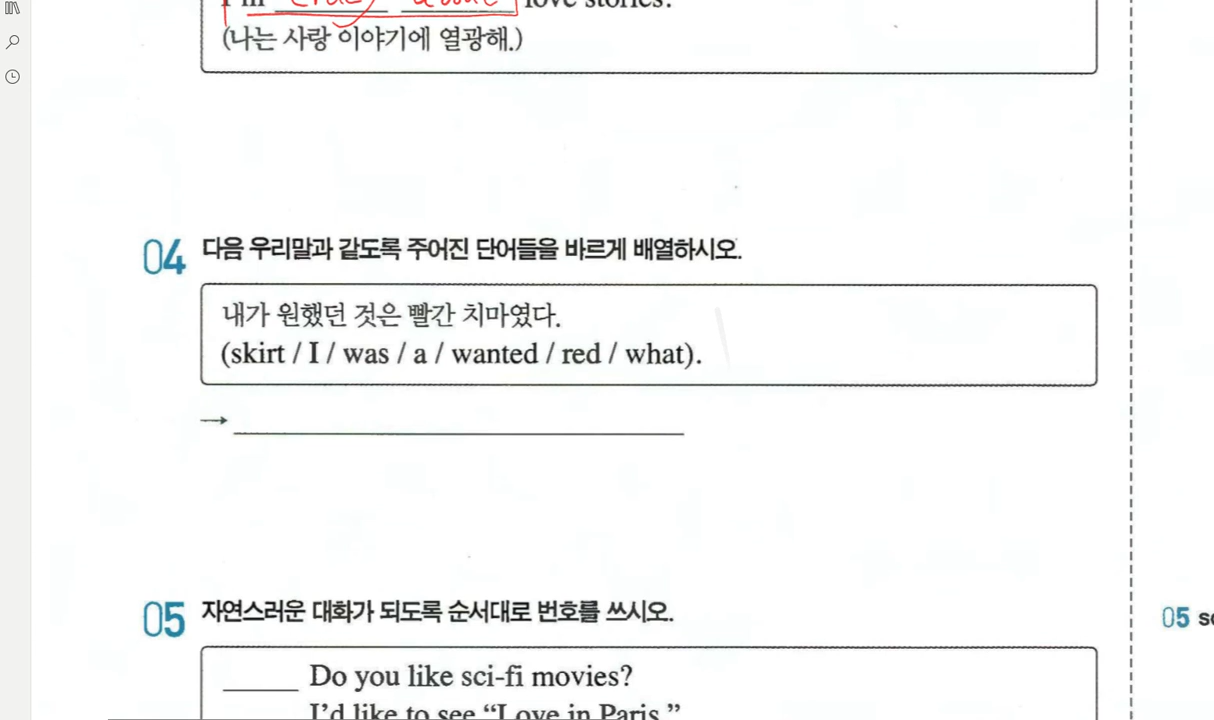 I'm crazy about love stories.
(나는 사랑 이야기에 열광해.)
04 다음 우리말과 같도록 주어진 단어들을 바르게 배열하시오.
내가 원했던 것은 빨간 치마였다.
(skirt / I / was / a / wanted / red / what).
→
05 자연스러운 대화가 되도록 순서대로 번호를 쓰시오.
05
Do you like sci-fi movies?
I'd like to see “Love in Paris.”